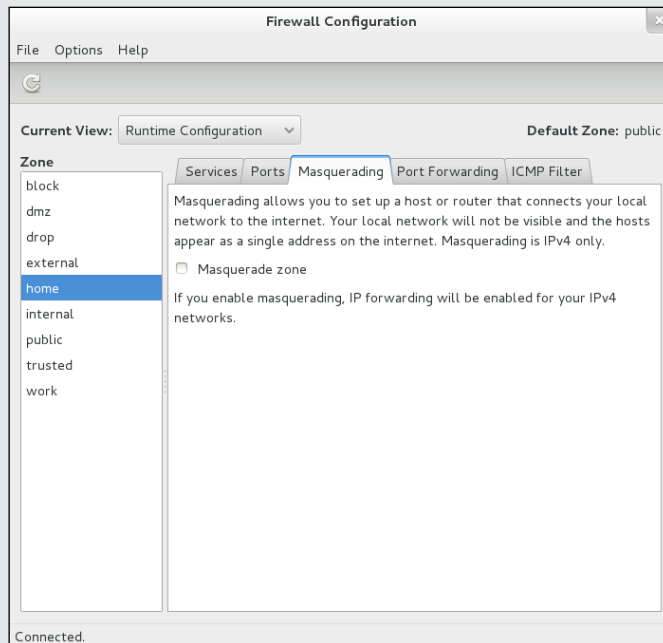 Firewall Configuration
File Options Help
Current View: Runtime Configuration
Default Zone: public
Zone
block
dmz
drop
external
home
internal
public
trusted
work
Services Ports Masquerading Port Forwarding ICMP Filter
Masquerading allows you to set up a host or router that connects your local
network to the internet. Your local network will not be visible and the hosts
appear as a single address on the internet. Masquerading is IPv4 only.
Masquerade zone
If you enable masquerading, IP forwarding will be enabled for your IPv4
networks.
Connected.